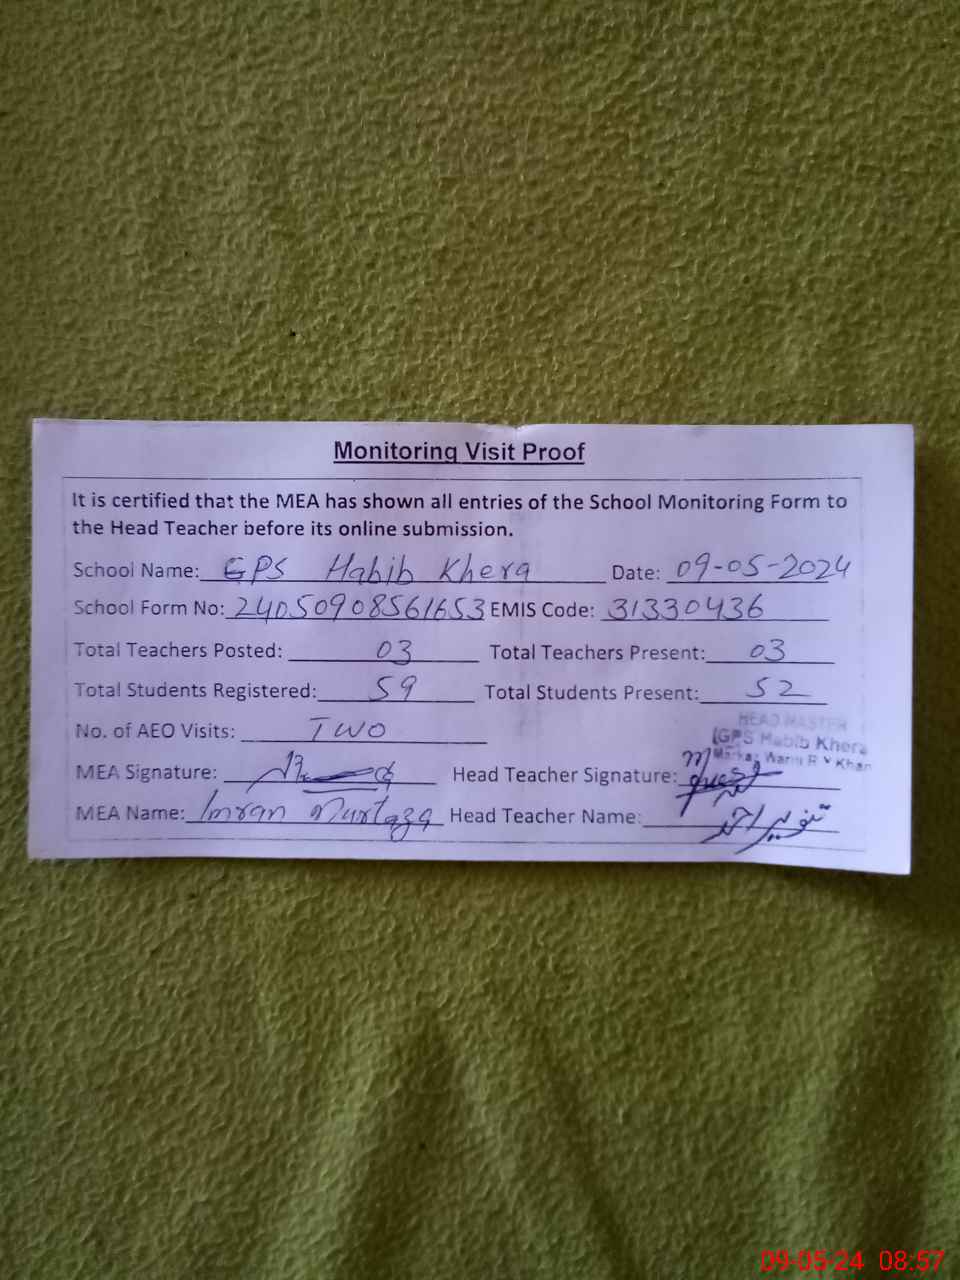 Monitoring Visit Proof
It is certified that the MEA has shown all entries of the School Monitoring Form to
the Head Teacher before its online submission.
School Name: GPS Habib Khera Date: 09-05-2024
School Form No: 24050908561653 EMIS Code: 31330436
Total Teachers Posted: 03 Total Teachers Present: 03
Total Students Registered: 59 Total Students Present: 52
No. of AEO Visits: TWO
HEAD MASTER
GPS Habib Khera
Markaz R Y Khan
MEA Signature: Head Teacher Signature:
MEA Name: Imran Murtaza Head Teacher Name: تنویر احمد
09-05-24 08:57